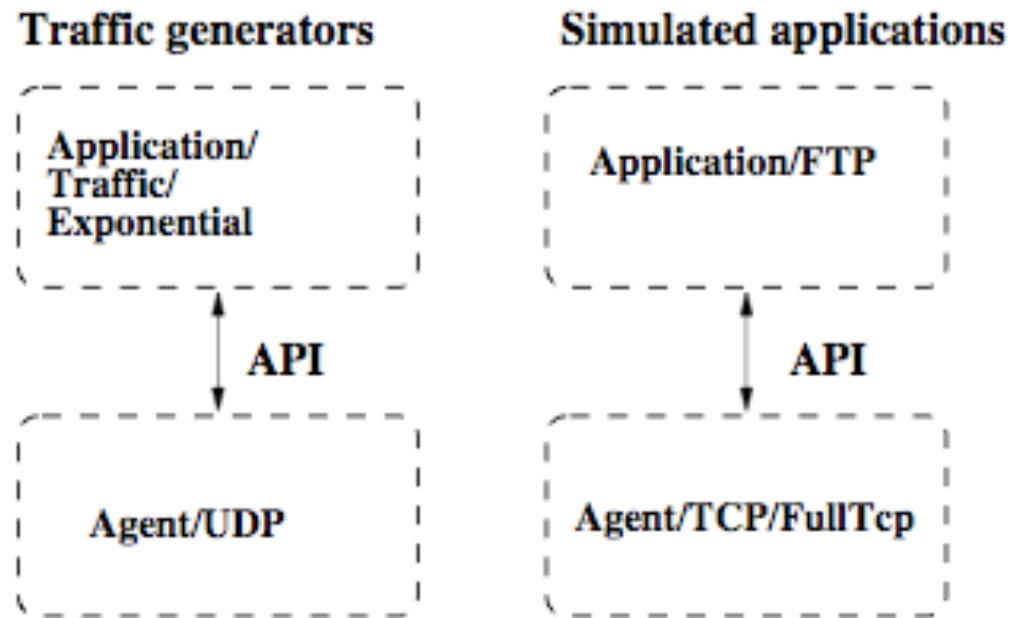 Traffic generators
Simulated applications
Application/
Traffic/
Exponential
Application/FTP
API
API
Agent/UDP
Agent/TCP/FullTcp